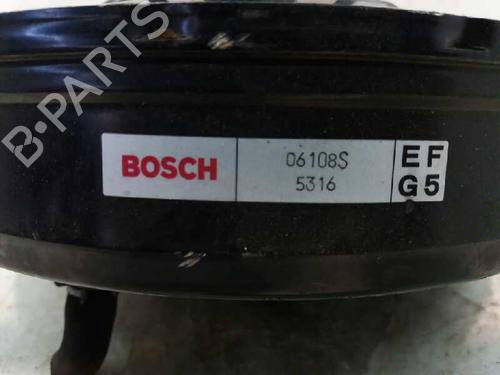 BOSCH
06108S
5316
EF
G5
B-PARTS